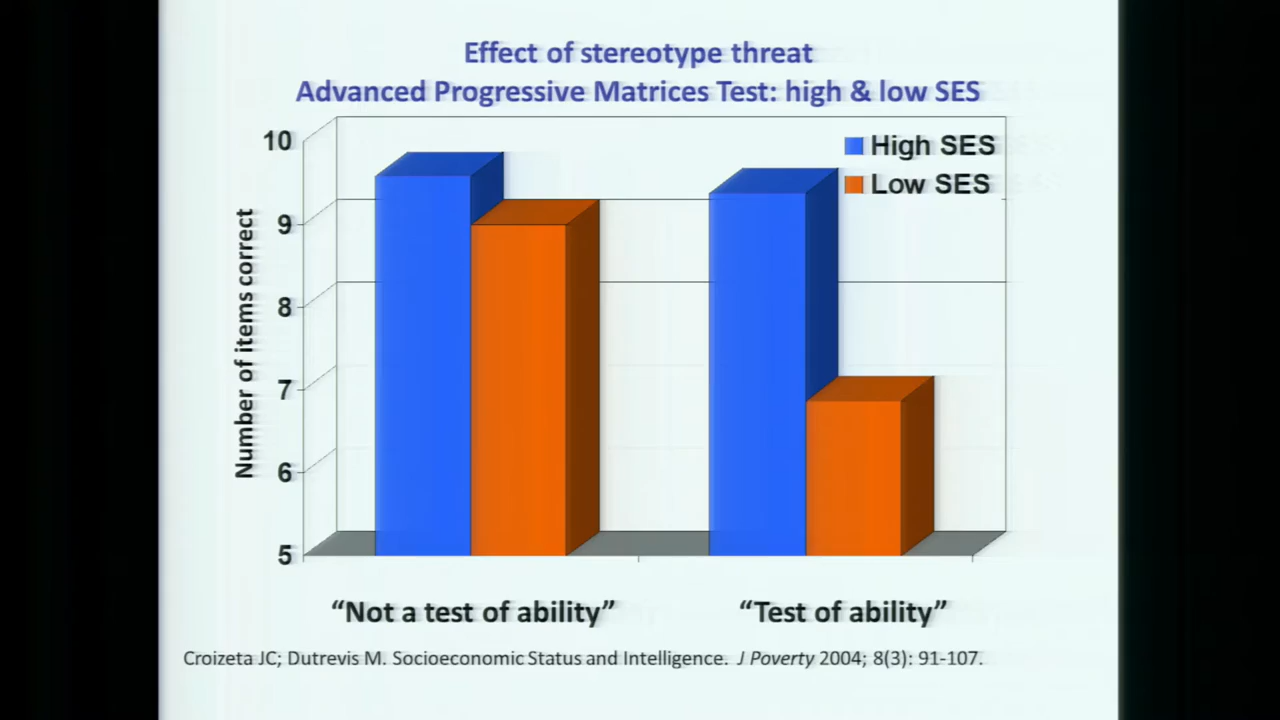 Effect of stereotype threat
Advanced Progressive Matrices Test: high & low SES
High SES
Low SES
Number of items correct
10
9
8
7
6
5
“Not a test of ability”
“Test of ability”
Croizeta JC; Dutrevis M. Socioeconomic Status and Intelligence. J Poverty 2004; 8(3): 91-107.